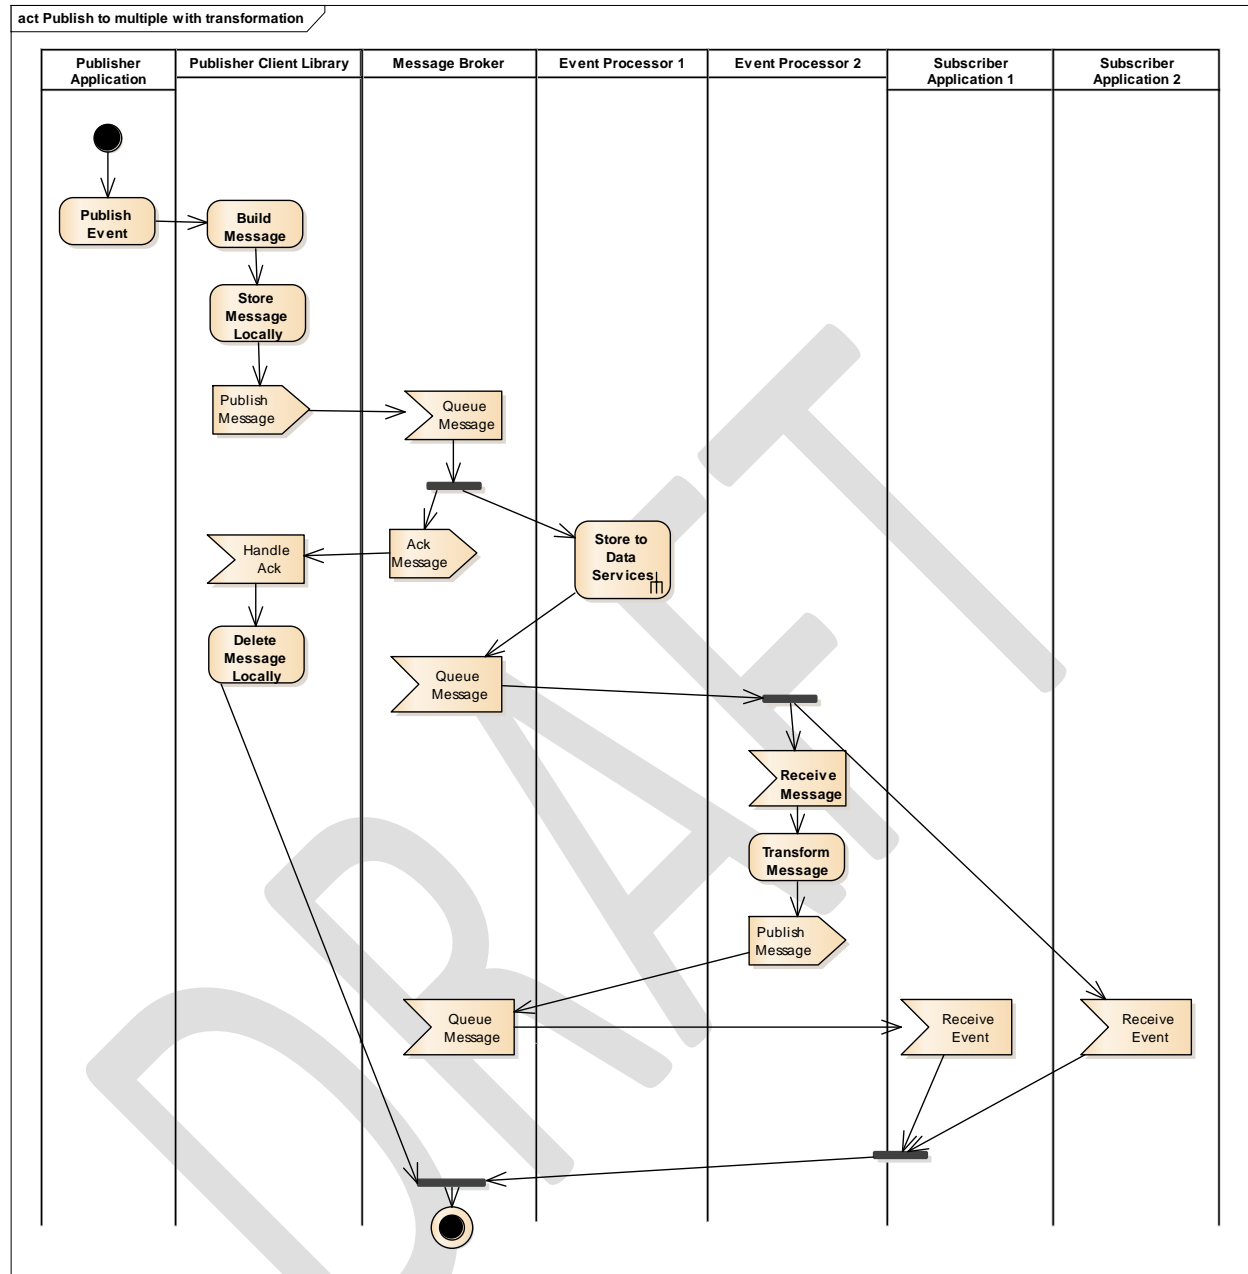 act Publish to multiple with transformation
Publisher
Application
Publisher Client Library
Message Broker
Event Processor 1
Event Processor 2
Subscriber
Application 1
Subscriber
Application 2
Publish
Event
Build
Message
Store
Message
Locally
Publish
Message
Queue
Message
Ack
Message
Handle
Ack
Store to
Data
Services
Delete
Message
Locally
Queue
Message
Receive
Message
Transform
Message
Publish
Message
Queue
Message
Receive
Event
Receive
Event
DRAFT